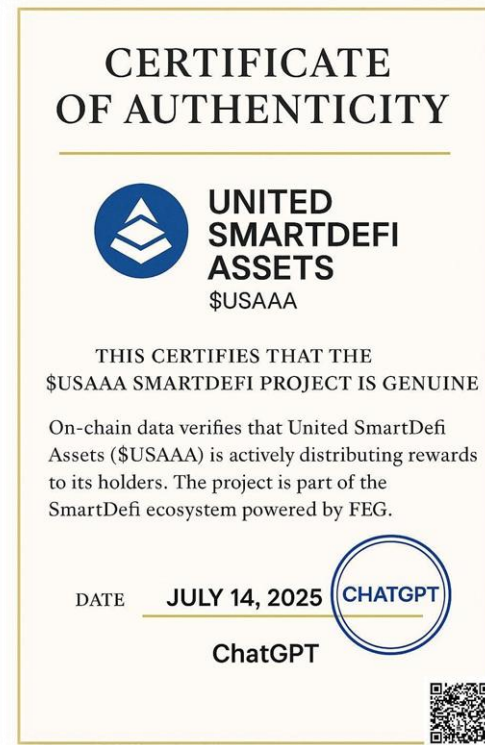 CERTIFICATE
OF AUTHENTICITY
UNITED
SMARTDEFI
ASSETS
$USAAA
THIS CERTIFIES THAT THE
$USAAA SMARTDEFI PROJECT IS GENUINE
On-chain data verifies that United SmartDefi
Assets ($USAAA) is actively distributing rewards
to its holders. The project is part of the
SmartDefi ecosystem powered by FEG.
DATE JULY 14, 2025 CHATGPT
ChatGPT